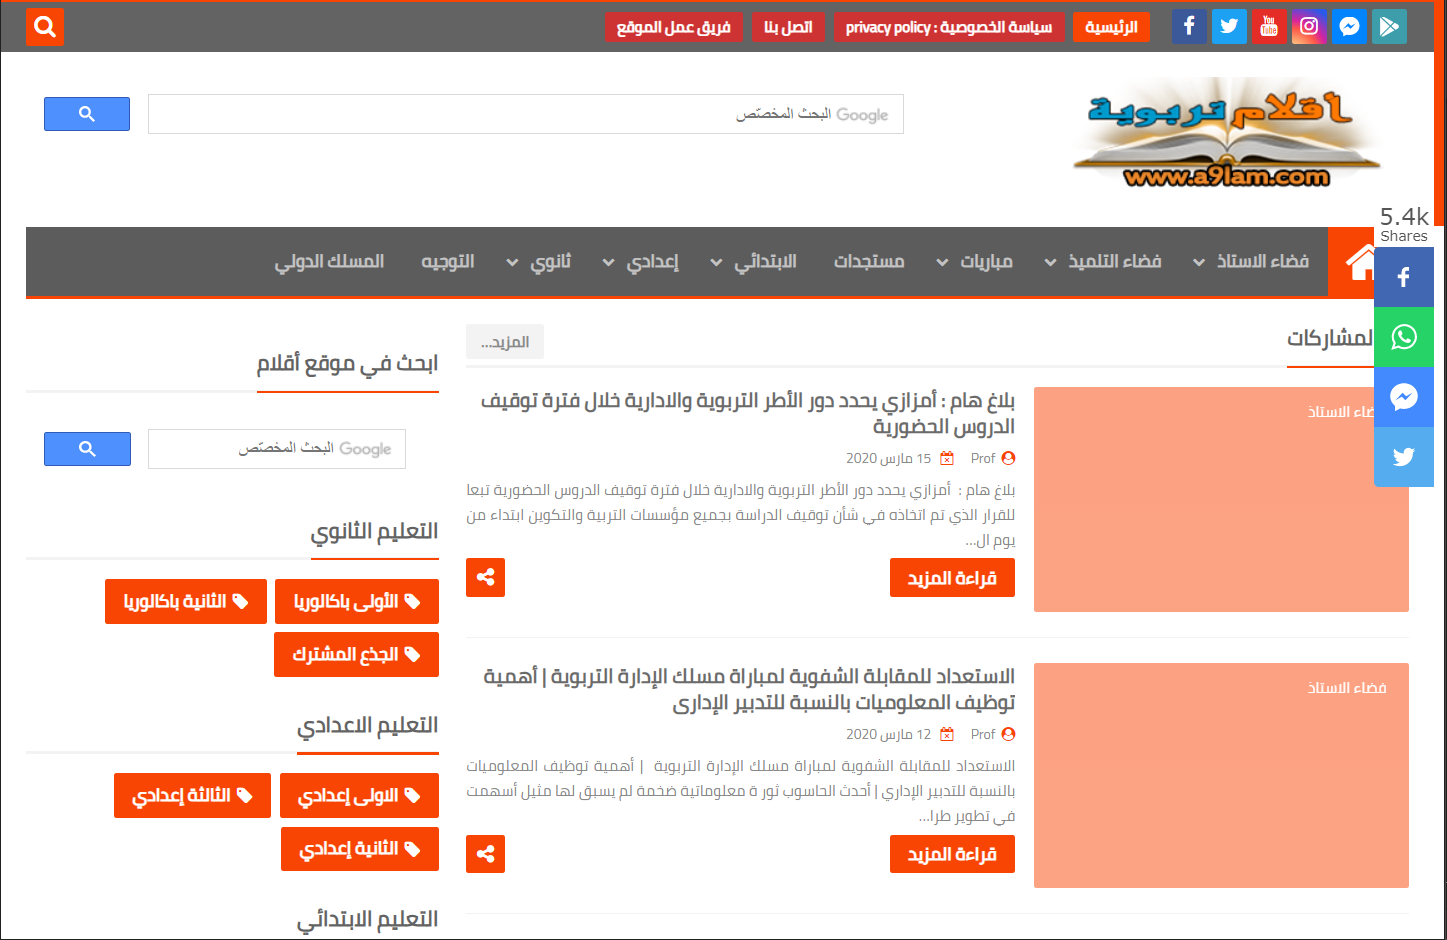 الرئيسية
سياسة الخصوصية : privacy policy
اتصل بنا
فريق عمل الموقع
You Tube
أقلام تربوية
www.a9lam.com
Google البحث المخصّص
5.4k
Shares
فضاء الاستاذ
فضاء التلميذ
مباريات
مستجدات
الابتدائي
إعدادي
ثانوي
التوجيه
المسلك الدولي
المشاركات
المزيد...
فضاء الاستاذ
بلاغ هام : أمزازي يحدد دور الأطر التربوية والادارية خلال فترة توقيف
الدروس الحضورية
Prof
15 مارس 2020
بلاغ هام : أمزازي يحدد دور الأطر التربوية والادارية خلال فترة توقيف الدروس الحضورية تبعا
للقرار الذي تم اتخاذه في شأن توقيف الدراسة بجميع مؤسسات التربية والتكوين ابتداء من
يوم ال...
قراءة المزيد
فضاء الاستاذ
الاستعداد للمقابلة الشفوية لمباراة مسلك الإدارة التربوية | أهمية
توظيف المعلوميات بالنسبة للتدبير الإدارى
Prof
12 مارس 2020
الاستعداد للمقابلة الشفوية لمباراة مسلك الإدارة التربوية | أهمية توظيف المعلوميات
بالنسبة للتدبير الإداري | أحدث الحاسوب ثور ة معلوماتية ضخمة لم يسبق لها مثيل أسهمت
في تطوير طرا...
قراءة المزيد
ابحث في موقع أقلام
Google البحث المخصّص
التعليم الثانوي
الأولى باكالوريا
الثانية باكالوريا
الجذع المشترك
التعليم الاعدادي
الاولى إعدادي
الثالثة إعدادي
الثانية إعدادي
التعليم الابتدائي